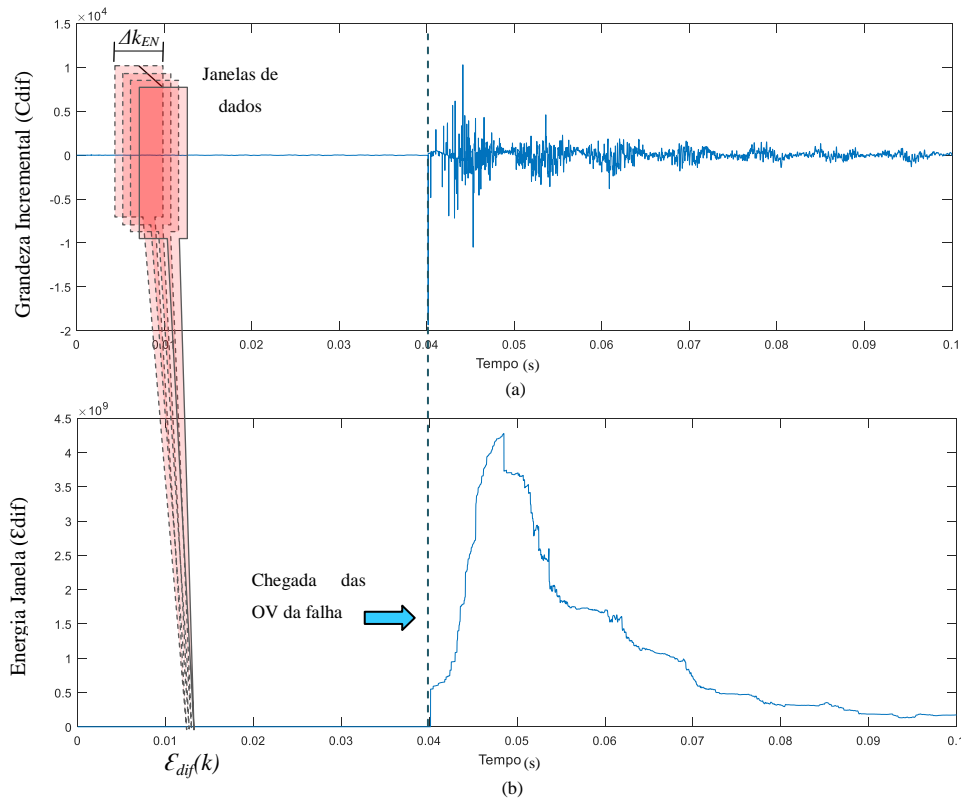 ×10⁴
1.5
1
0.5
0
-0.5
-1
-1.5
-2
Grandeza Incremental (Cdif)
ΔkEN
Janelas de
dados
0 0.01 0.02 0.03 0.04 0.05 0.06 0.07 0.08 0.09 0.1
Tempo (s)
(a)
×10⁹
4.5
4
3.5
3
2.5
2
1.5
1
0.5
0
Energia Janela (Ɛdif)
Chegada das
OV da falha
0 0.01 0.02 0.03 0.04 0.05 0.06 0.07 0.08 0.09 0.1
Ɛdif(k)
Tempo (s)
(b)